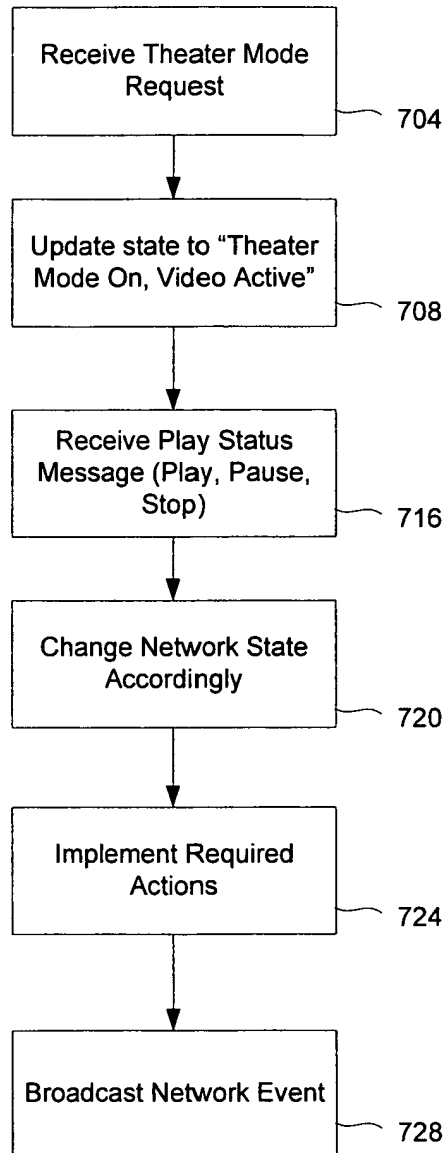 Receive Theater Mode
Request
704
Update state to “Theater
Mode On, Video Active”
708
Receive Play Status
Message (Play, Pause,
Stop)
716
Change Network State
Accordingly
720
Implement Required
Actions
724
Broadcast Network Event
728